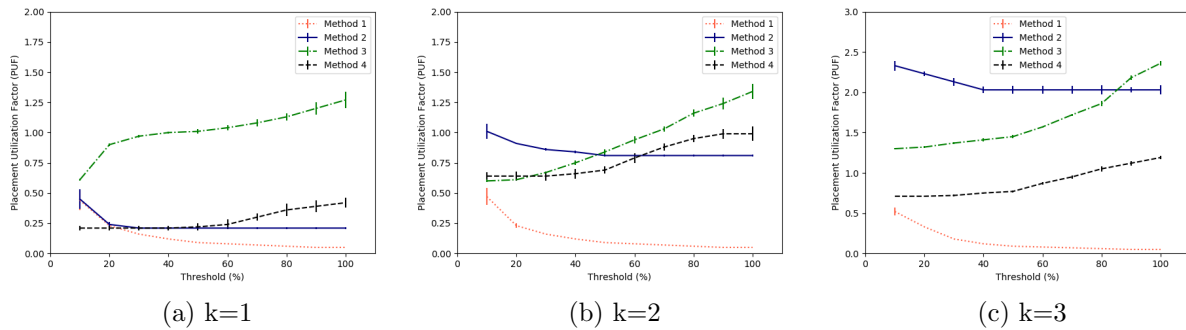 2.00
1.75
1.50
1.25
1.00
0.75
0.50
0.25
0.00
Placement Utilization Factor (PUF)
0
20
40
60
80
100
Threshold (%)
Method 1
Method 2
Method 3
Method 4
(a) k=1
2.00
1.75
1.50
1.25
1.00
0.75
0.50
0.25
0.00
Placement Utilization Factor (PUF)
0
20
40
60
80
100
Threshold (%)
Method 1
Method 2
Method 3
Method 4
(b) k=2
3.0
2.5
2.0
1.5
1.0
0.5
0.0
Placement Utilization Factor (PUF)
0
20
40
60
80
100
Threshold (%)
Method 1
Method 2
Method 3
Method 4
(c) k=3